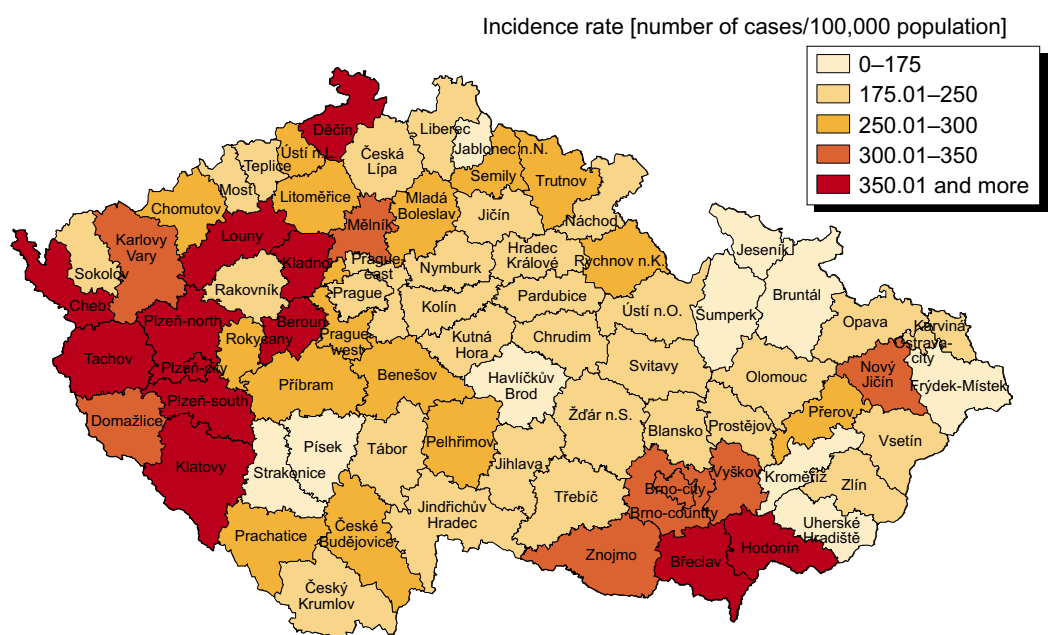 Incidence rate [number of cases/100,000 population]
0–175
175.01–250
250.01–300
300.01–350
350.01 and more
Děčín
Liberec
Jablonec n.N.
Ústí n.L.
Teplice
Česká
Lípa
Semily
Trutnov
Most
Litoměřice
Mladá
Boleslav
Chomutov
Jičín
Náchod
Mělník
Louny
Karlovy
Vary
Hradec
Králové
Jeseník
Sokolov
Kladno
Prague-
east
Nymburk
Rychnov n.K.
Rakovník
Prague
Pardubice
Bruntál
Cheb
Kolín
Ústí n.O.
Šumperk
Plzeň-north
Beroun
Opava
Karviná
Rokycany
Prague-
west
Kutná
Hora
Chrudim
Ostrava-
city
Tachov
Plzeň-city
Svitavy
Nový
Jičín
Benešov
Havlíčkův
Brod
Olomouc
Příbram
Frýdek-Místek
Plzeň-south
Přerov
Domažlice
Žďár n.S.
Písek
Tábor
Pelhřimov
Blansko
Prostějov
Vsetín
Klatovy
Strakonice
Jihlava
Vyškov
Kroměříž
Zlín
Brno-city
Třebíč
Jindřichův
Hradec
Brno-country
Uherské
Hradiště
Prachatice
České
Budějovice
Znojmo
Břeclav
Hodonín
Český
Krumlov